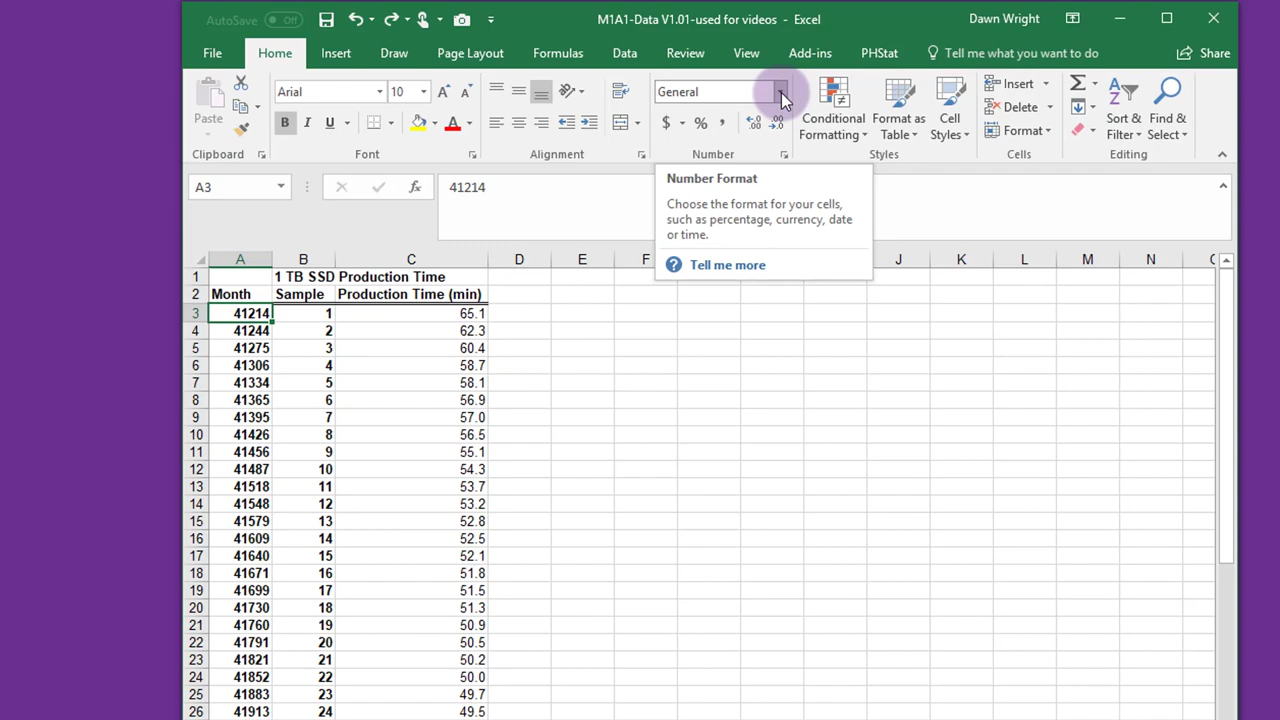 AutoSave Off M1A1-Data V1.01-used for videos - Excel Dawn Wright
File Home Insert Draw Page Layout Formulas Data Review View Add-ins PHStat Tell me what you want to do Share
Paste
Clipboard
Arial 10
B I U A
Font
Alignment
General
$ % ,
Number
Conditional
Formatting
Format as
Table
Cell
Styles
Styles
Insert
Delete
Format
Cells
Sort &
Filter
Find &
Select
Editing
A3 fx 41214
Number Format
Choose the format for your cells,
such as percentage, currency, date
or time.
? Tell me more
A B C D E F J K L M N
1 1 TB SSD Production Time
2 Month Sample Production Time (min)
3 41214 1 65.1
4 41244 2 62.3
5 41275 3 60.4
6 41306 4 58.7
7 41334 5 58.1
8 41365 6 56.9
9 41395 7 57.0
10 41426 8 56.5
11 41456 9 55.1
12 41487 10 54.3
13 41518 11 53.7
14 41548 12 53.2
15 41579 13 52.8
16 41609 14 52.5
17 41640 15 52.1
18 41671 16 51.8
19 41699 17 51.5
20 41730 18 51.3
21 41760 19 50.9
22 41791 20 50.5
23 41821 21 50.2
24 41852 22 50.0
25 41883 23 49.7
26 41913 24 49.5